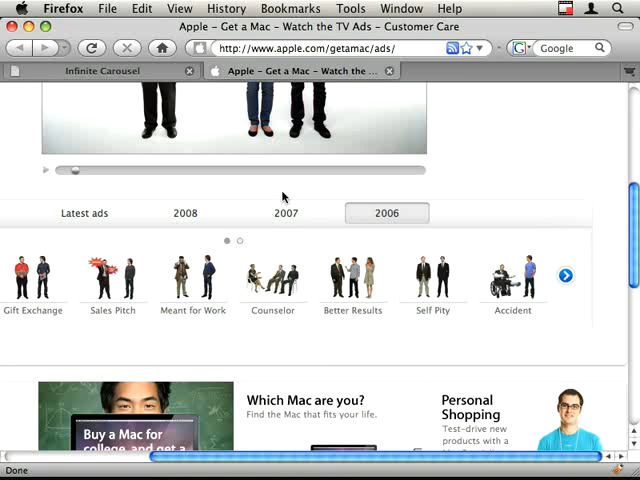 Firefox File Edit View History Bookmarks Tools Window Help
Apple - Get a Mac - Watch the TV Ads - Customer Care
http://www.apple.com/getamac/ads/
Google
Infinite Carousel
Apple - Get a Mac - Watch the ...
Latest ads 2008 2007 2006
Gift Exchange Sales Pitch Meant for Work Counselor Better Results Self Pity Accident
Buy a Mac for
college, and get a
Which Mac are you?
Find the Mac that fits your life.
Personal
Shopping
Test-drive new
products with a
Done